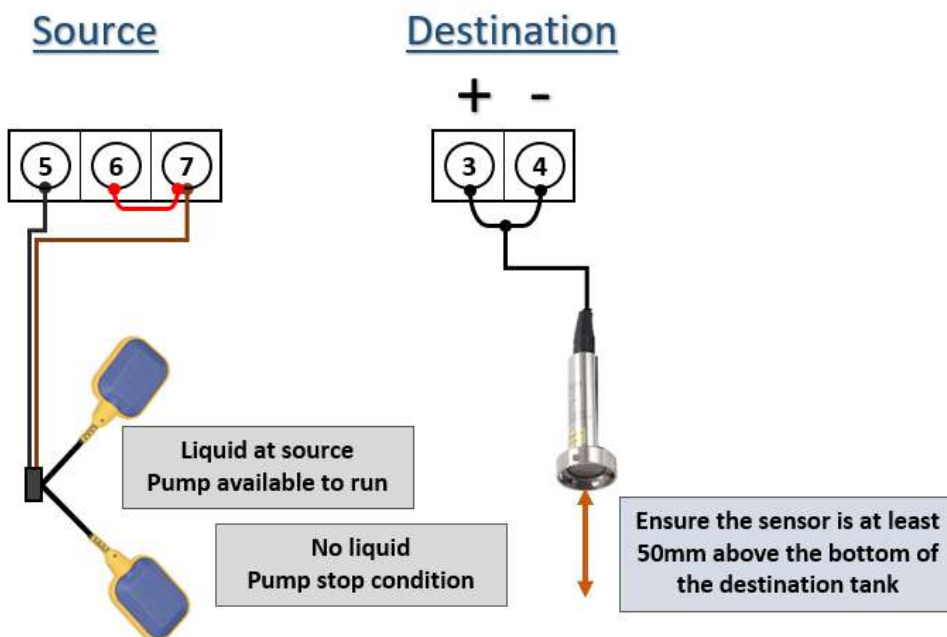 Source
Destination
+ -
5 6 7
3 4
Liquid at source
Pump available to run
No liquid
Pump stop condition
Ensure the sensor is at least
50mm above the bottom of
the destination tank